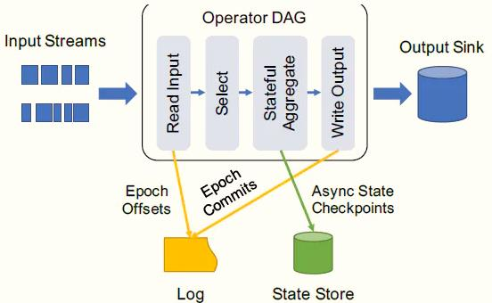 Operator DAG
Input Streams
Output Sink
Read Input
Select
Stateful
Aggregate
Write Output
Epoch
Offsets
Epoch
Commits
Async State
Checkpoints
Log
State Store